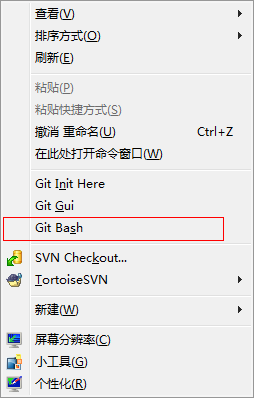 查看(V)
排序方式(O)
刷新(E)
粘贴(P)
粘贴快捷方式(S)
撤消 重命名(U) Ctrl+Z
在此处打开命令窗口(W)
Git Init Here
Git Gui
Git Bash
SVN Checkout...
TortoiseSVN
新建(W)
屏幕分辨率(C)
小工具(G)
个性化(R)